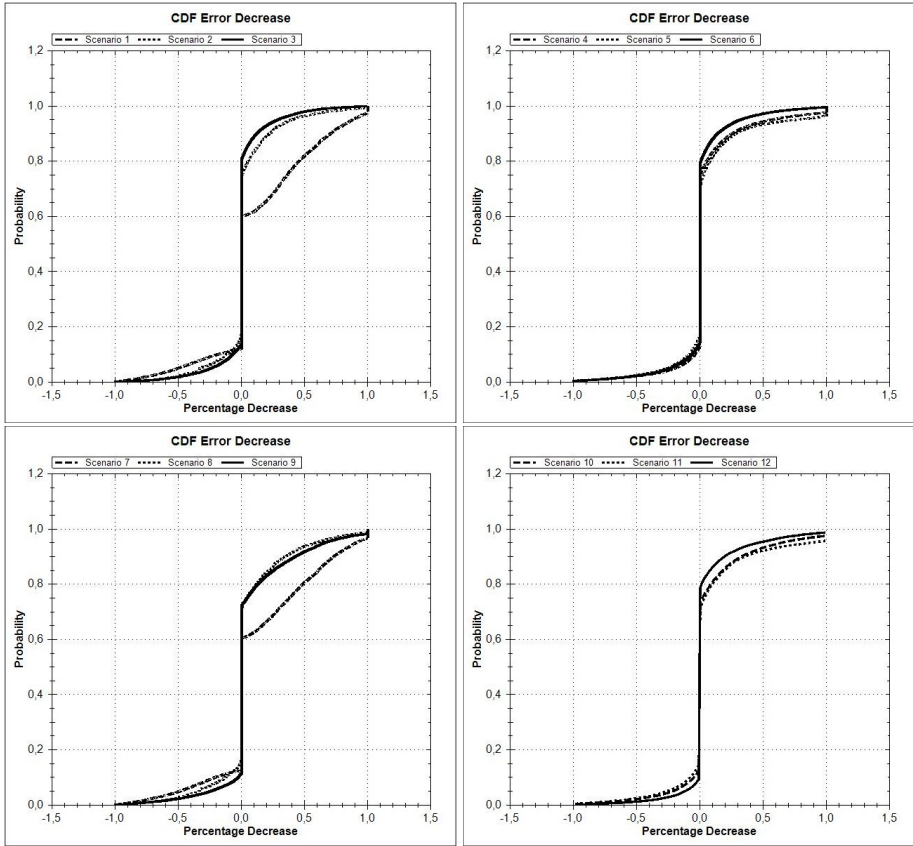 CDF Error Decrease
Scenario 1 Scenario 2 Scenario 3
1,2
1,0
0,8
0,6
0,4
0,2
0,0
Probability
-1,5 -1,0 -0,5 0,0 0,5 1,0 1,5
Percentage Decrease
CDF Error Decrease
Scenario 4 Scenario 5 Scenario 6
1,2
1,0
0,8
0,6
0,4
0,2
0,0
Probability
-1,5 -1,0 -0,5 0,0 0,5 1,0 1,5
Percentage Decrease
CDF Error Decrease
Scenario 7 Scenario 8 Scenario 9
1,2
1,0
0,8
0,6
0,4
0,2
0,0
Probability
-1,5 -1,0 -0,5 0,0 0,5 1,0 1,5
Percentage Decrease
CDF Error Decrease
Scenario 10 Scenario 11 Scenario 12
1,2
1,0
0,8
0,6
0,4
0,2
0,0
Probability
-1,5 -1,0 -0,5 0,0 0,5 1,0 1,5
Percentage Decrease